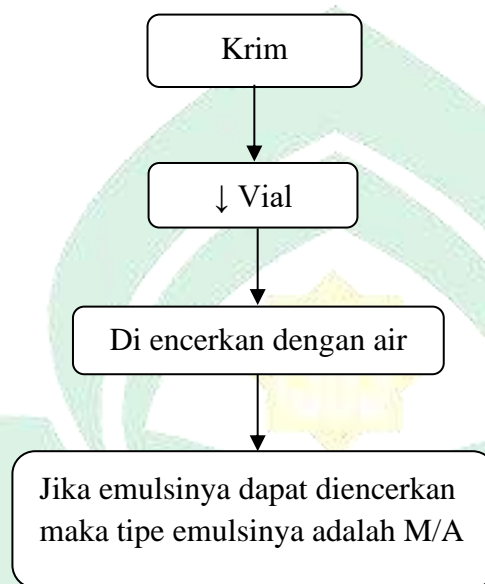 Krim
↓ Vial
Di encerkan dengan air
Jika emulsinya dapat diencerkan
maka tipe emulsinya adalah M/A